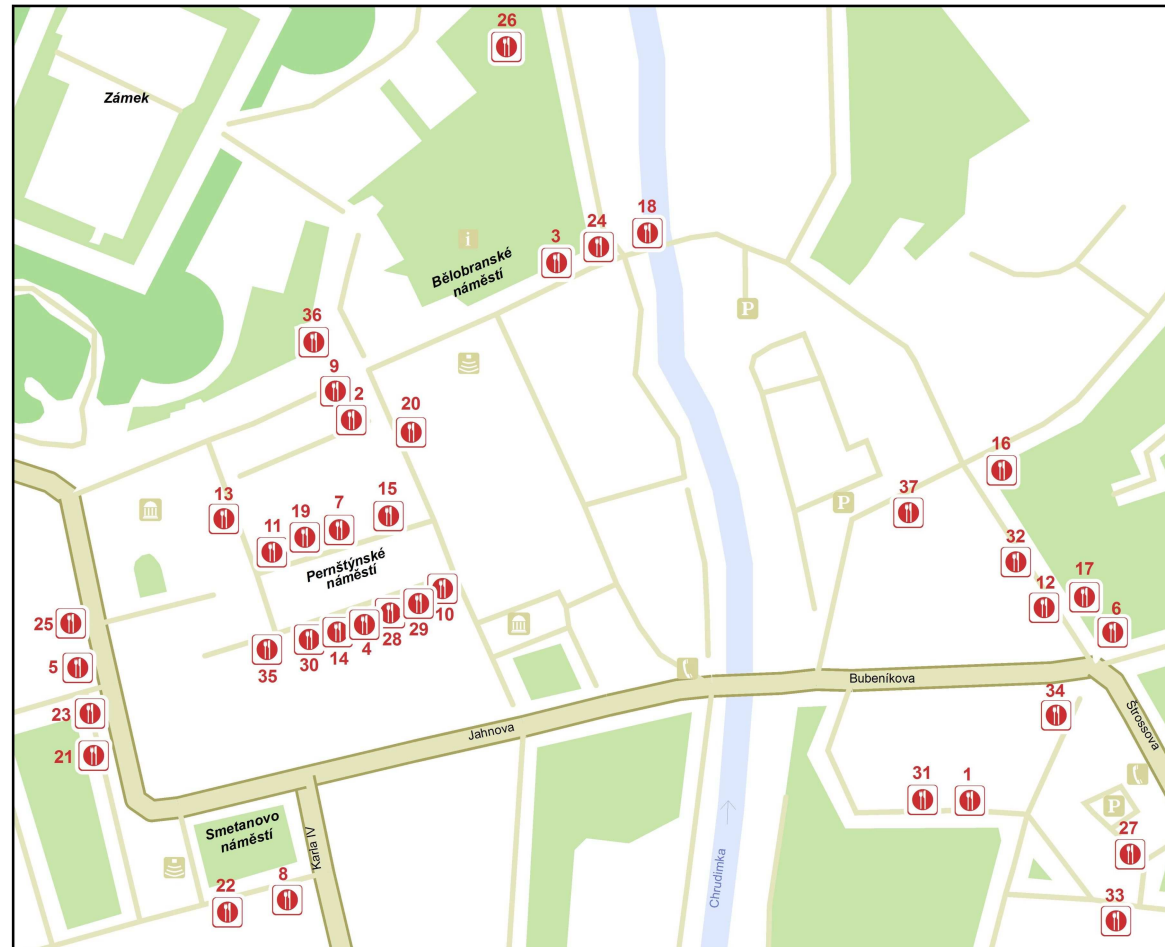 26
Zámek
18
24
3
i
Bělobranské
náměstí
P
36
9
2
20
16
13
15
7
19
11
37
P
32
Pernštýnské
náměstí
17
12
6
10
29
28
4
14
30
35
25
5
23
21
Bubeníkova
34
Štrossova
Jahnova
31
1
P
27
Smetanovo
náměstí
Karla IV
Chrudimka
8
22
33